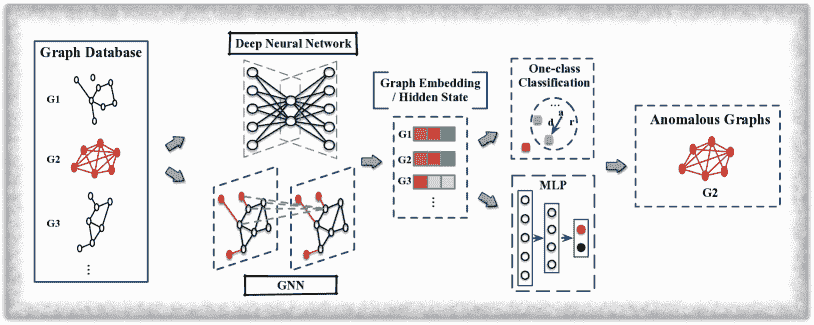 Graph Database
G1
G2
G3
...
Deep Neural Network
GNN
Graph Embedding
/ Hidden State
G1
G2
G3
...
One-class
Classification
...
a
d
MLP
Anomalous Graphs
G2